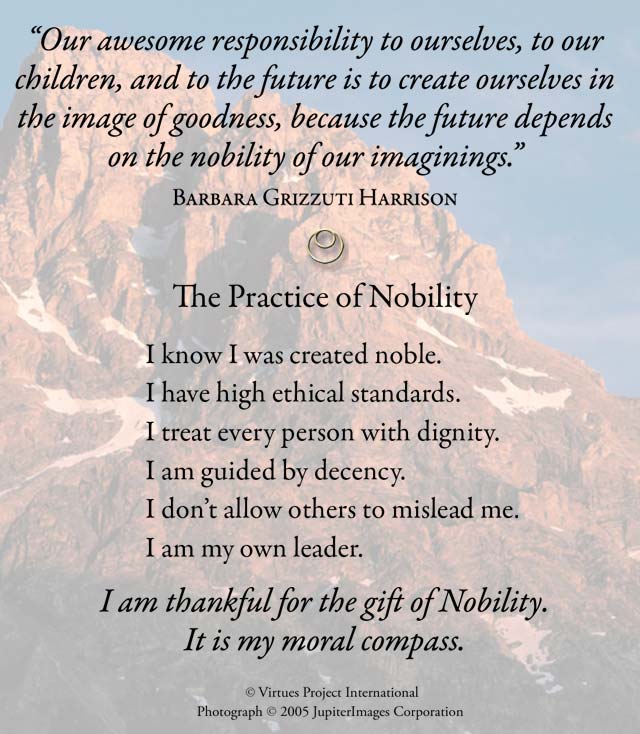 “Our awesome responsibility to ourselves, to our
children, and to the future is to create ourselves in
the image of goodness, because the future depends
on the nobility of our imaginings.”
Barbara Grizzuti Harrison
The Practice of Nobility
I know I was created noble.
I have high ethical standards.
I treat every person with dignity.
I am guided by decency.
I don’t allow others to mislead me.
I am my own leader.
I am thankful for the gift of Nobility.
It is my moral compass.
© Virtues Project International
Photograph © 2005 JupiterImages Corporation